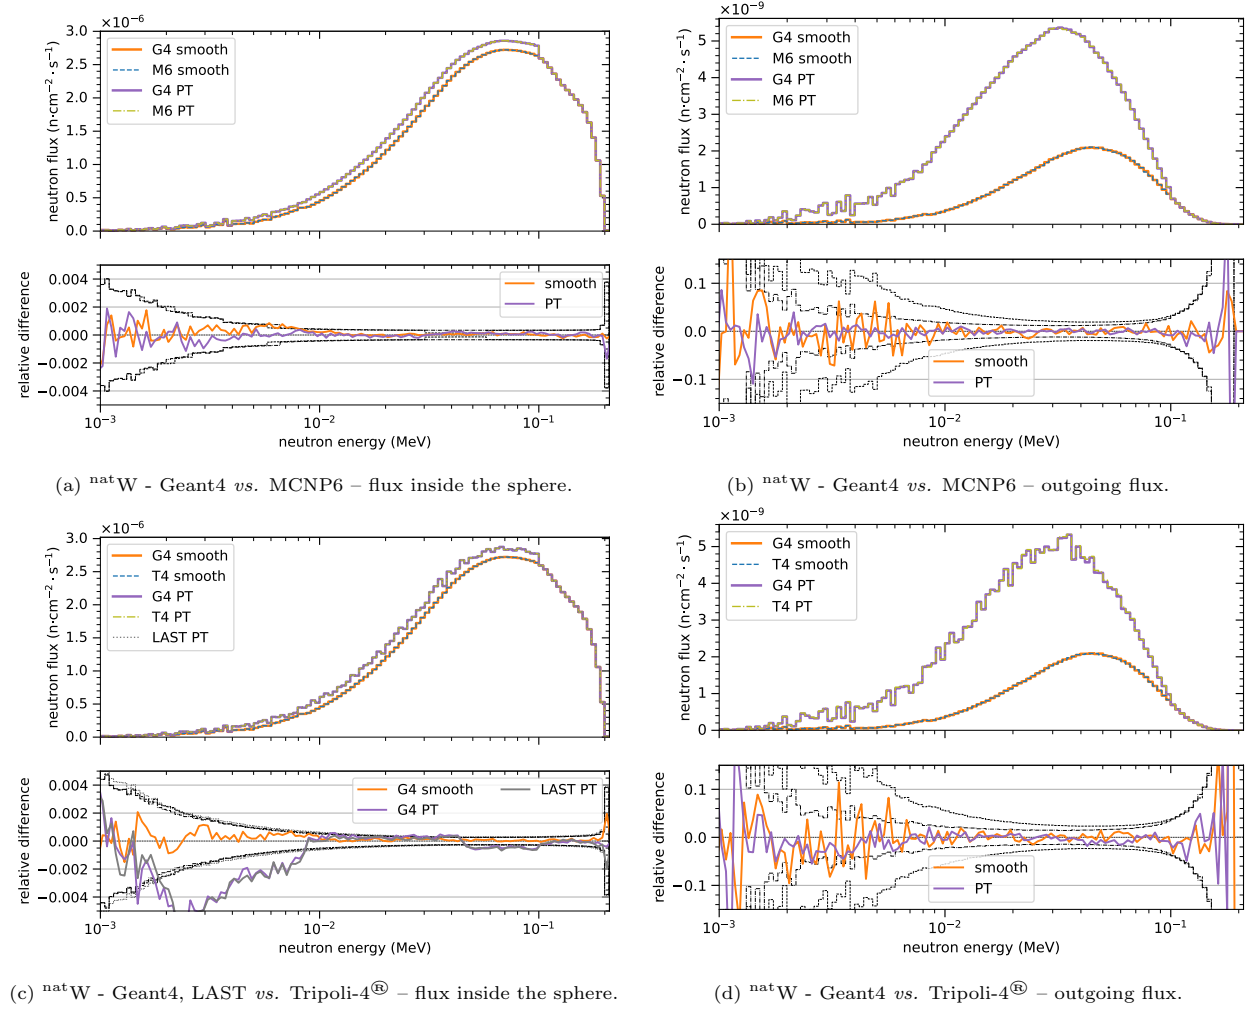 ×10⁻⁶
neutron flux (n·cm⁻²·s⁻¹)
3.0
2.5
2.0
1.5
1.0
0.5
0.0
G4 smooth
M6 smooth
G4 PT
M6 PT
relative difference
0.004
0.002
0.000
−0.002
−0.004
smooth
PT
10⁻³
10⁻²
10⁻¹
neutron energy (MeV)
(a) ⁿᵃᵗW - Geant4 vs. MCNP6 – flux inside the sphere.
×10⁻⁹
neutron flux (n·cm⁻²·s⁻¹)
5
4
3
2
1
0
G4 smooth
M6 smooth
G4 PT
M6 PT
relative difference
0.1
0.0
−0.1
smooth
PT
10⁻³
10⁻²
10⁻¹
neutron energy (MeV)
(b) ⁿᵃᵗW - Geant4 vs. MCNP6 – outgoing flux.
×10⁻⁶
neutron flux (n·cm⁻²·s⁻¹)
3.0
2.5
2.0
1.5
1.0
0.5
0.0
G4 smooth
T4 smooth
G4 PT
T4 PT
LAST PT
relative difference
0.004
0.002
0.000
−0.002
−0.004
G4 smooth
G4 PT
LAST PT
10⁻³
10⁻²
10⁻¹
neutron energy (MeV)
(c) ⁿᵃᵗW - Geant4, LAST vs. Tripoli-4® – flux inside the sphere.
×10⁻⁹
neutron flux (n·cm⁻²·s⁻¹)
5
4
3
2
1
0
G4 smooth
T4 smooth
G4 PT
T4 PT
relative difference
0.1
0.0
−0.1
smooth
PT
10⁻³
10⁻²
10⁻¹
neutron energy (MeV)
(d) ⁿᵃᵗW - Geant4 vs. Tripoli-4® – outgoing flux.